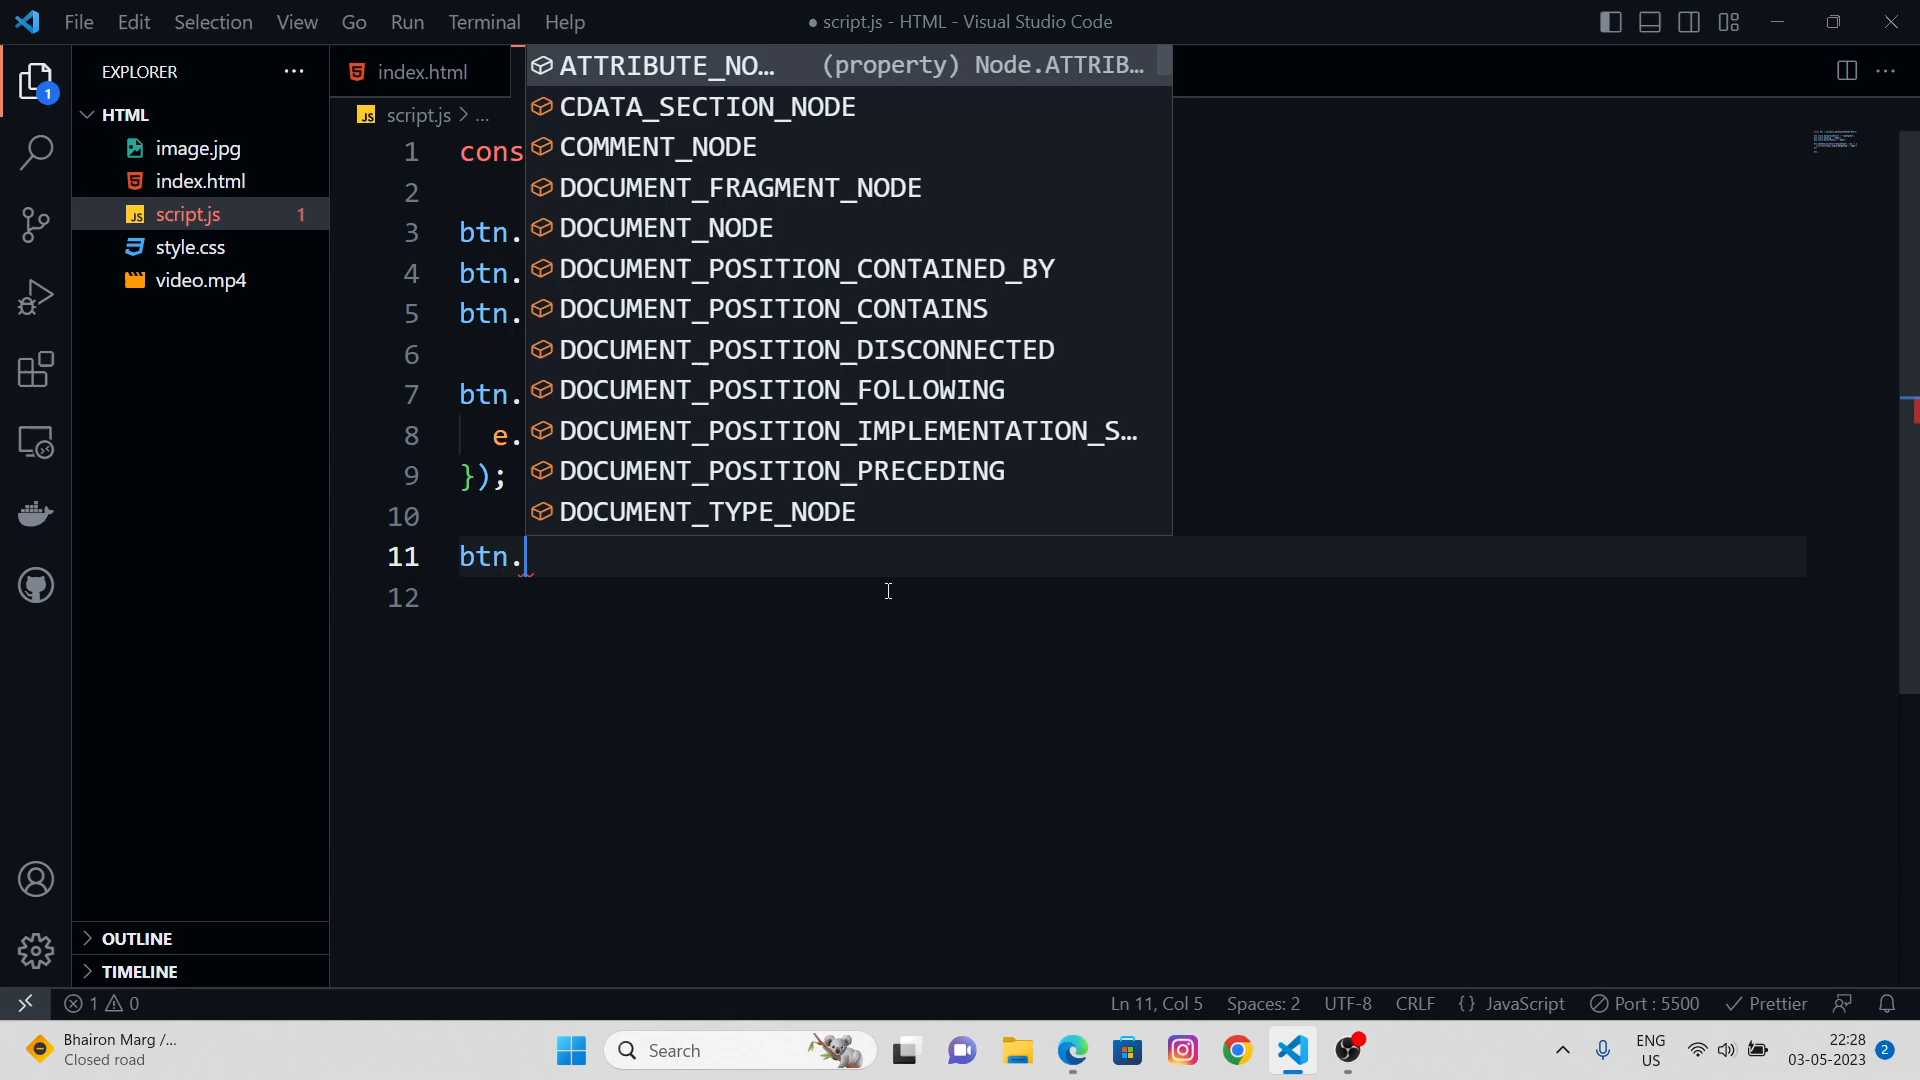 File Edit Selection View Go Run Terminal Help
● script.js - HTML - Visual Studio Code
EXPLORER
HTML
image.jpg
index.html
script.js 1
style.css
video.mp4
OUTLINE
TIMELINE
1
index.html
JS script.js > ...
1 cons
2
3 btn.
4 btn.
5 btn.
6
7 btn.
8 e.
9 });
10
11 btn.
12
ATTRIBUTE_NO... (property) Node.ATTRIB...
CDATA_SECTION_NODE
COMMENT_NODE
DOCUMENT_FRAGMENT_NODE
DOCUMENT_NODE
DOCUMENT_POSITION_CONTAINED_BY
DOCUMENT_POSITION_CONTAINS
DOCUMENT_POSITION_DISCONNECTED
DOCUMENT_POSITION_FOLLOWING
DOCUMENT_POSITION_IMPLEMENTATION_S...
DOCUMENT_POSITION_PRECEDING
DOCUMENT_TYPE_NODE
1 0 Ln 11, Col 5 Spaces: 2 UTF-8 CRLF {} JavaScript Port : 5500 Prettier
Bhairon Marg /...
Closed road
Search
ENG
US
22:28
03-05-2023
2